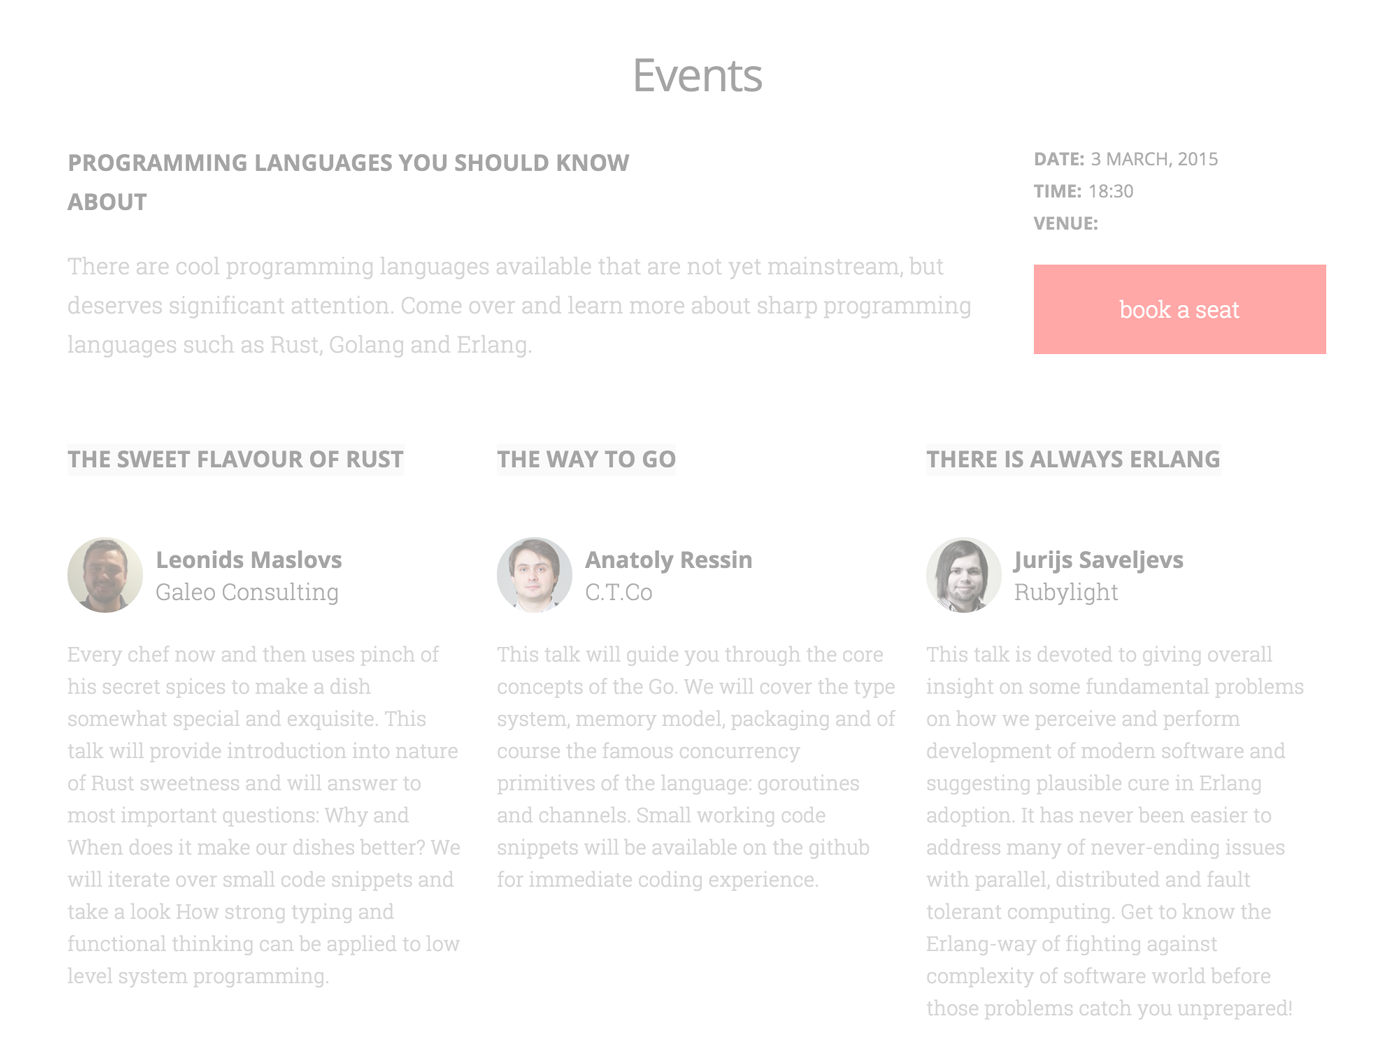 Events
PROGRAMMING LANGUAGES YOU SHOULD KNOW
ABOUT
There are cool programming languages available that are not yet mainstream, but
deserves significant attention. Come over and learn more about sharp programming
languages such as Rust, Golang and Erlang.
DATE: 3 MARCH, 2015
TIME: 18:30
VENUE:
book a seat
THE SWEET FLAVOUR OF RUST
Leonids Maslovs
Galeo Consulting
Every chef now and then uses pinch of
his secret spices to make a dish
somewhat special and exquisite. This
talk will provide introduction into nature
of Rust sweetness and will answer to
most important questions: Why and
When does it make our dishes better? We
will iterate over small code snippets and
take a look How strong typing and
functional thinking can be applied to low
level system programming.
THE WAY TO GO
Anatoly Ressin
C.T.Co
This talk will guide you through the core
concepts of the Go. We will cover the type
system, memory model, packaging and of
course the famous concurrency
primitives of the language: goroutines
and channels. Small working code
snippets will be available on the github
for immediate coding experience.
THERE IS ALWAYS ERLANG
Jurijs Saveljevs
Rubylight
This talk is devoted to giving overall
insight on some fundamental problems
on how we perceive and perform
development of modern software and
suggesting plausible cure in Erlang
adoption. It has never been easier to
address many of never-ending issues
with parallel, distributed and fault
tolerant computing. Get to know the
Erlang-way of fighting against
complexity of software world before
those problems catch you unprepared!